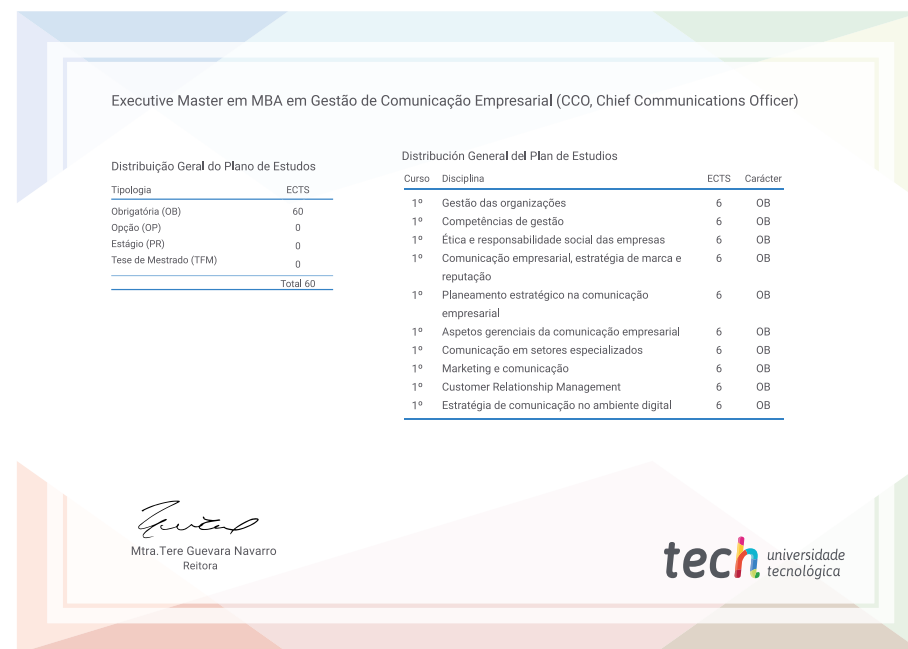 Executive Master em MBA em Gestão de Comunicação Empresarial (CCO, Chief Communications Officer)
Distribuição Geral do Plano de Estudos
Tipologia ECTS
Obrigatória (OB) 60
Opção (OP) 0
Estágio (PR) 0
Tese de Mestrado (TFM) 0
Total 60
Distribución General del Plan de Estudios
Curso Disciplina ECTS Carácter
1º Gestão das organizações 6 OB
1º Competências de gestão 6 OB
1º Ética e responsabilidade social das empresas 6 OB
1º Comunicação empresarial, estratégia de marca e 6 OB
reputação
1º Planeamento estratégico na comunicação 6 OB
empresarial
1º Aspetos gerenciais da comunicação empresarial 6 OB
1º Comunicação em setores especializados 6 OB
1º Marketing e comunicação 6 OB
1º Customer Relationship Management 6 OB
1º Estratégia de comunicação no ambiente digital 6 OB
Mtra.Tere Guevara Navarro
Reitora
tech universidade
tecnológica